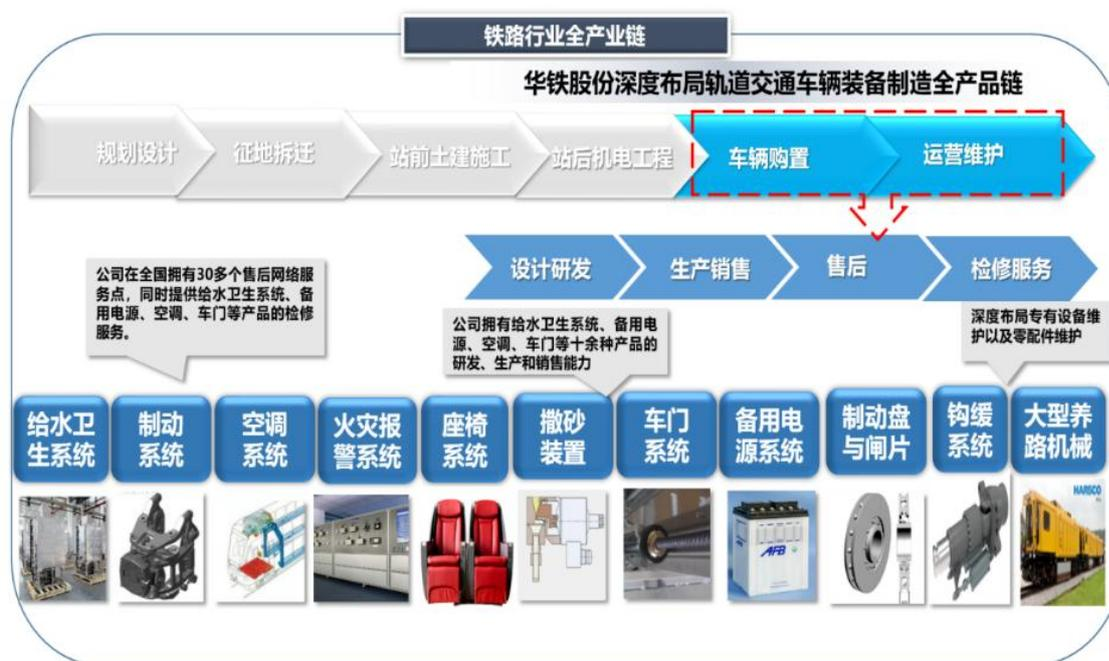 铁路行业全产业链
华铁股份深度布局轨道交通车辆装备制造全产品链
规划设计
征地拆迁
站前土建施工
站后机电工程
车辆购置
运营维护
设计研发
生产销售
售后
检修服务
公司在全国拥有30多个售后网络服
务点，同时提供给水卫生系统、备
用电源、空调、车门等产品的检修
服务。
公司拥有给水卫生系统、备用电
源、空调、车门等十余种产品的
研发、生产和销售能力
深度布局专有设备维
护以及零配件维护
给水卫
生系统
制动
系统
空调
系统
火灾报
警系统
座椅
系统
撒砂
装置
车门
系统
备用电
源系统
制动盘
与闸片
钩缓
系统
大型养
路机械
AFB
HARSCO